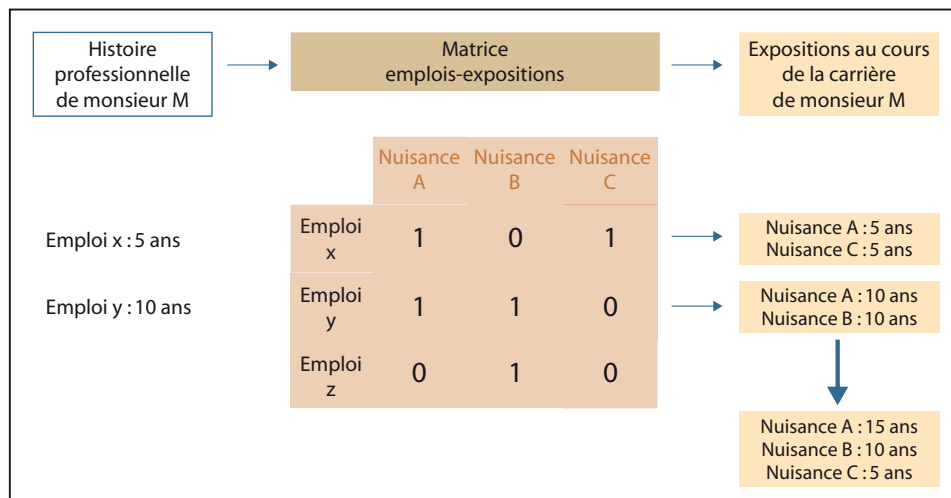 Histoire
professionnelle
de monsieur M
Matrice
emplois-expositions
Expositions au cours
de la carrière
de monsieur M
Nuisance
A
Nuisance
B
Nuisance
C
Emploi x : 5 ans
Emploi
x
1 0 1
Nuisance A : 5 ans
Nuisance C : 5 ans
Emploi y : 10 ans
Emploi
y
1 1 0
Nuisance A : 10 ans
Nuisance B : 10 ans
Emploi
z
0 1 0
Nuisance A : 15 ans
Nuisance B : 10 ans
Nuisance C : 5 ans